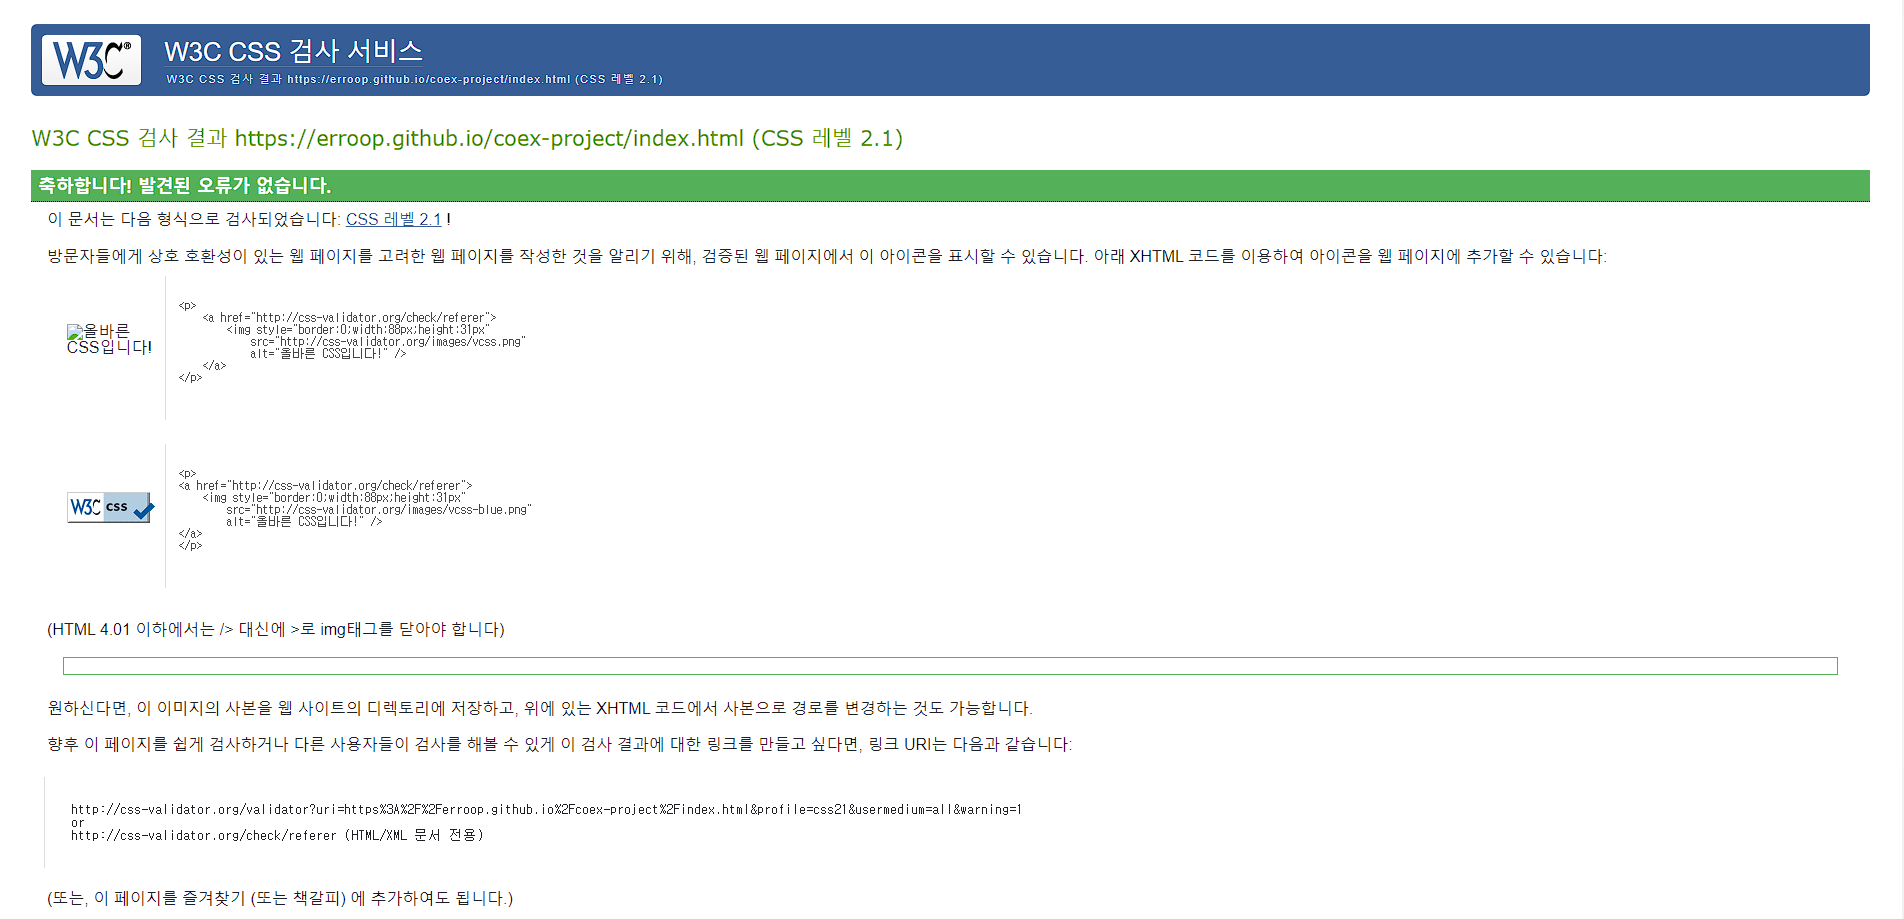 W3C®
W3C CSS 검사 서비스
W3C CSS 검사 결과 https://erroop.github.io/coex-project/index.html (CSS 레벨 2.1)
W3C CSS 검사 결과 https://erroop.github.io/coex-project/index.html (CSS 레벨 2.1)
축하합니다! 발견된 오류가 없습니다.
이 문서는 다음 형식으로 검사되었습니다: CSS 레벨 2.1 !
방문자들에게 상호 호환성이 있는 웹 페이지를 고려한 웹 페이지를 작성한 것을 알리기 위해, 검증된 웹 페이지에서 이 아이콘을 표시할 수 있습니다. 아래 XHTML 코드를 이용하여 아이콘을 웹 페이지에 추가할 수 있습니다:
올바른
CSS입니다!
<p>
<a href="http://css-validator.org/check/referer">
<img style="border:0;width:88px;height:31px"
src="http://css-validator.org/images/vcss.png"
alt="올바른 CSS입니다!" />
</a>
</p>
W3C css
<p>
<a href="http://css-validator.org/check/referer">
<img style="border:0;width:88px;height:31px"
src="http://css-validator.org/images/vcss-blue.png"
alt="올바른 CSS입니다!" />
</a>
</p>
(HTML 4.01 이하에서는 /> 대신에 >로 img태그를 닫아야 합니다)
원하신다면, 이 이미지의 사본을 웹 사이트의 디렉토리에 저장하고, 위에 있는 XHTML 코드에서 사본으로 경로를 변경하는 것도 가능합니다.
향후 이 페이지를 쉽게 검사하거나 다른 사용자들이 검사를 해볼 수 있게 이 검사 결과에 대한 링크를 만들고 싶다면, 링크 URI는 다음과 같습니다:
http://css-validator.org/validator?uri=https%3A%2F%2Ferroop.github.io%2Fcoex-project%2Findex.html&profile=css21&usermedium=all&warning=1
or
http://css-validator.org/check/referer (HTML/XML 문서 전용)
(또는, 이 페이지를 즐겨찾기 (또는 책갈피) 에 추가하여도 됩니다.)